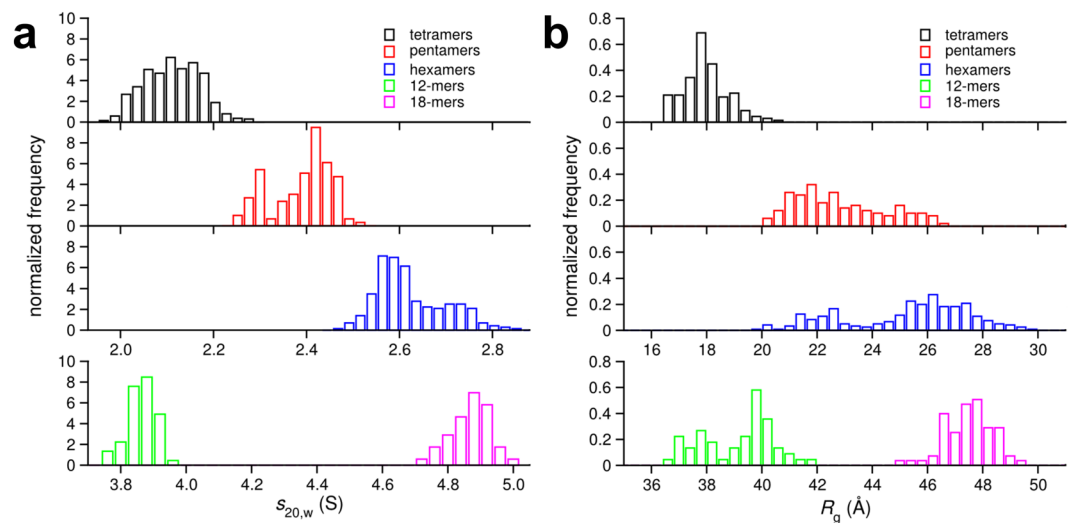 a
normalized frequency
10
8
6
4
2
0
tetramers
pentamers
hexamers
12-mers
18-mers
8
6
4
2
0
8
6
4
2
0
2.0 2.2 2.4 2.6 2.8
10
8
6
4
2
0
3.8 4.0 4.2 4.4 4.6 4.8 5.0
s20,w (S)
b
normalized frequency
0.8
0.6
0.4
0.2
0
tetramers
pentamers
hexamers
12-mers
18-mers
0.6
0.4
0.2
0
0.6
0.4
0.2
0
16 18 20 22 24 26 28 30
0.8
0.6
0.4
0.2
0
36 38 40 42 44 46 48 50
Rg (Å)